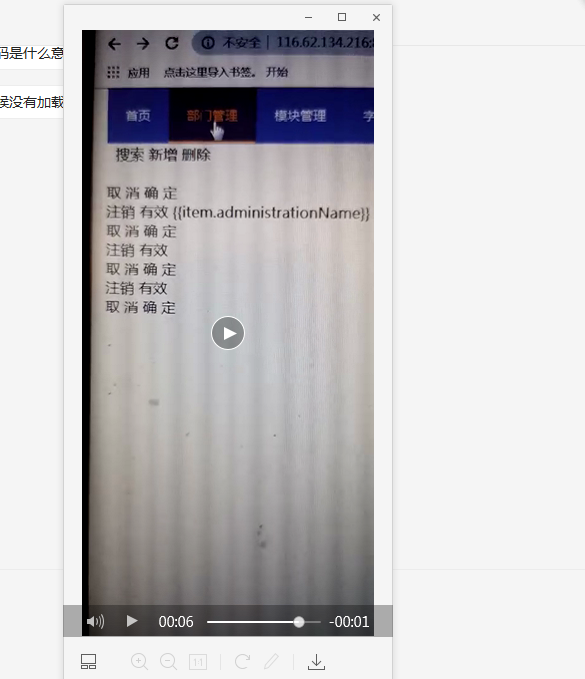 码是什么意
候没有加载
不安全 | 116.62.134.216:
应用 点击这里导入书签。 开始
首页 部门管理 模块管理 字
搜索 新增 删除
取 消 确 定
注销 有效 {{item.administrationName}}
取 消 确 定
注销 有效
取 消 确 定
注销 有效
取 消 确 定
00:06 -00:01
1:1